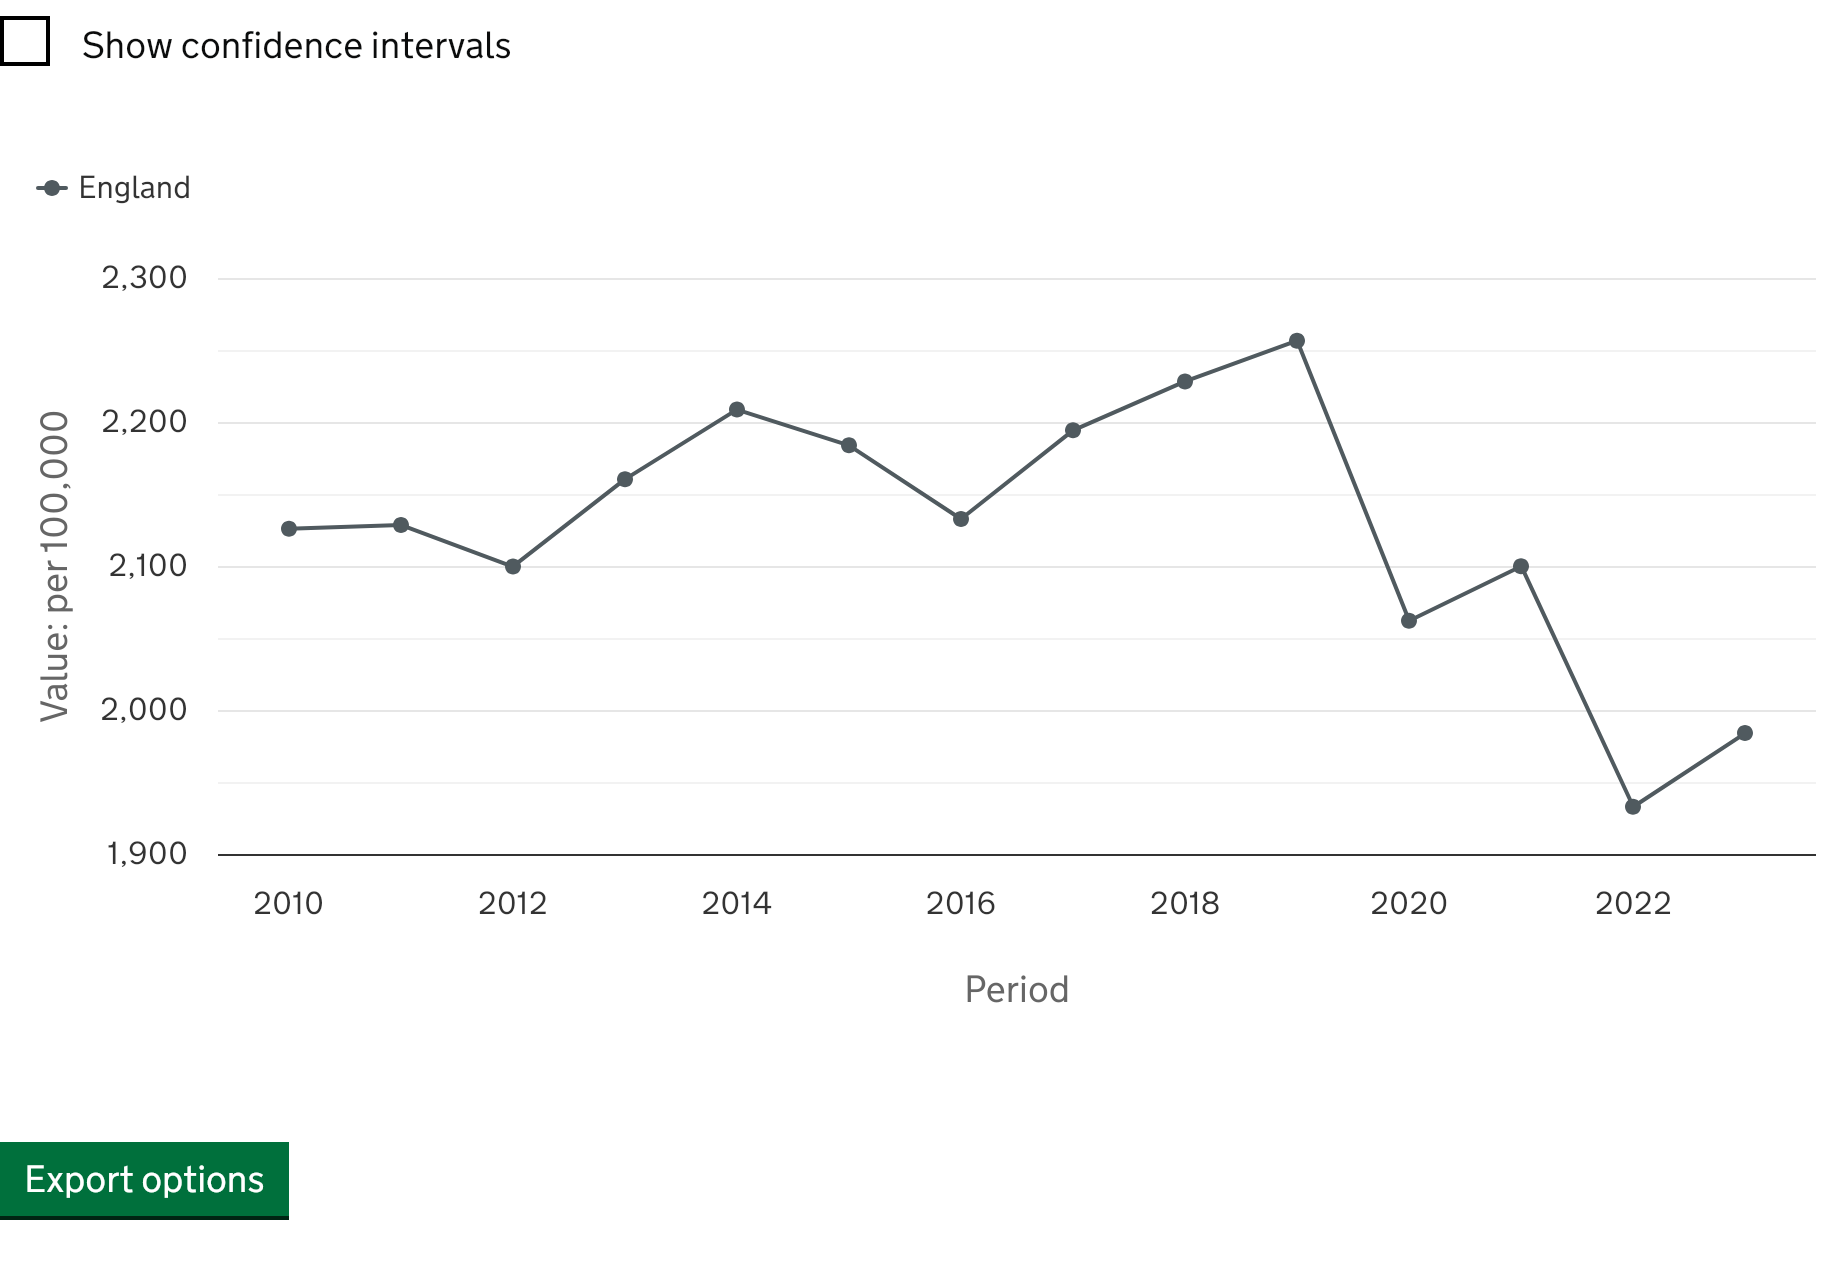 Show confidence intervals
England
2,300
2,200
2,100
2,000
1,900
Value: per 100,000
2010 2012 2014 2016 2018 2020 2022
Period
Export options